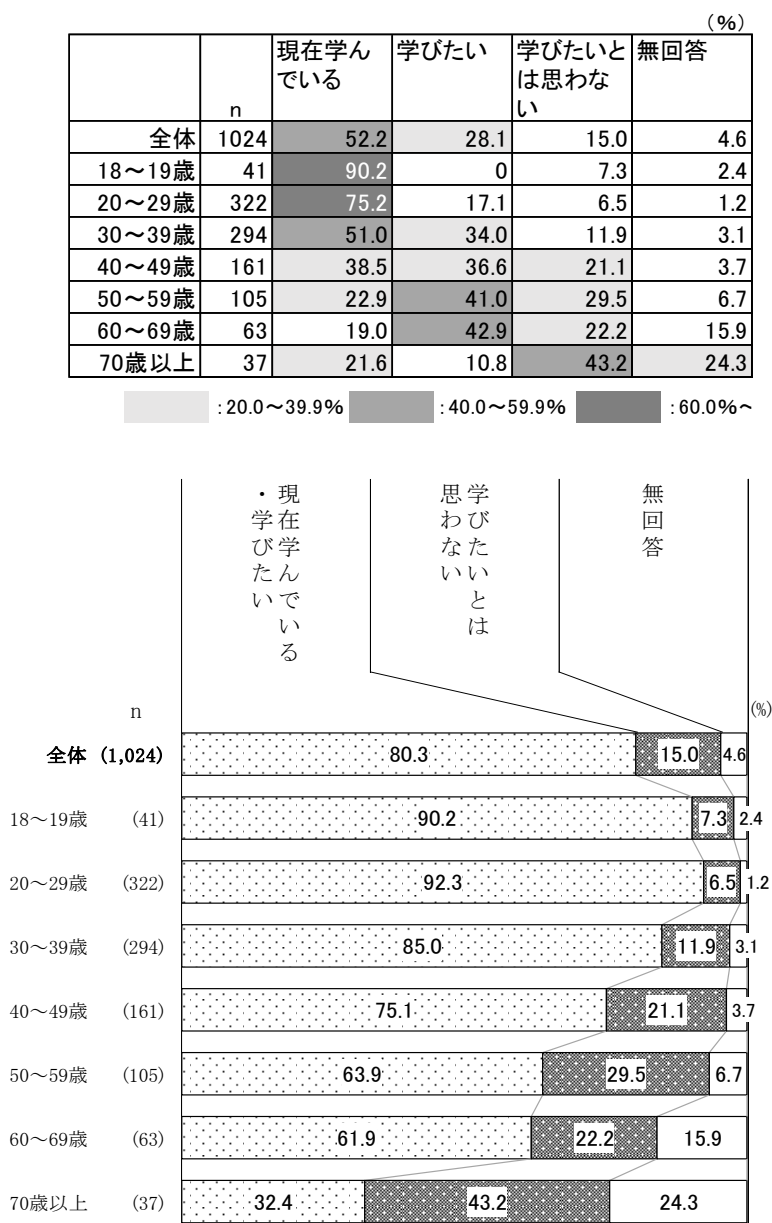 (%)
n 現在学んでいる 学びたい 学びたいとは思わない 無回答
全体 1024 52.2 28.1 15.0 4.6
18~19歳 41 90.2 0 7.3 2.4
20~29歳 322 75.2 17.1 6.5 1.2
30~39歳 294 51.0 34.0 11.9 3.1
40~49歳 161 38.5 36.6 21.1 3.7
50~59歳 105 22.9 41.0 29.5 6.7
60~69歳 63 19.0 42.9 22.2 15.9
70歳以上 37 21.6 10.8 43.2 24.3
:20.0~39.9% :40.0~59.9% :60.0%~
現在学んでいる
・学びたい
学びたいとは
思わない
無回答
n (%)
全体 (1,024) 80.3 15.0 4.6
18~19歳 (41) 90.2 7.3 2.4
20~29歳 (322) 92.3 6.5 1.2
30~39歳 (294) 85.0 11.9 3.1
40~49歳 (161) 75.1 21.1 3.7
50~59歳 (105) 63.9 29.5 6.7
60~69歳 (63) 61.9 22.2 15.9
70歳以上 (37) 32.4 43.2 24.3